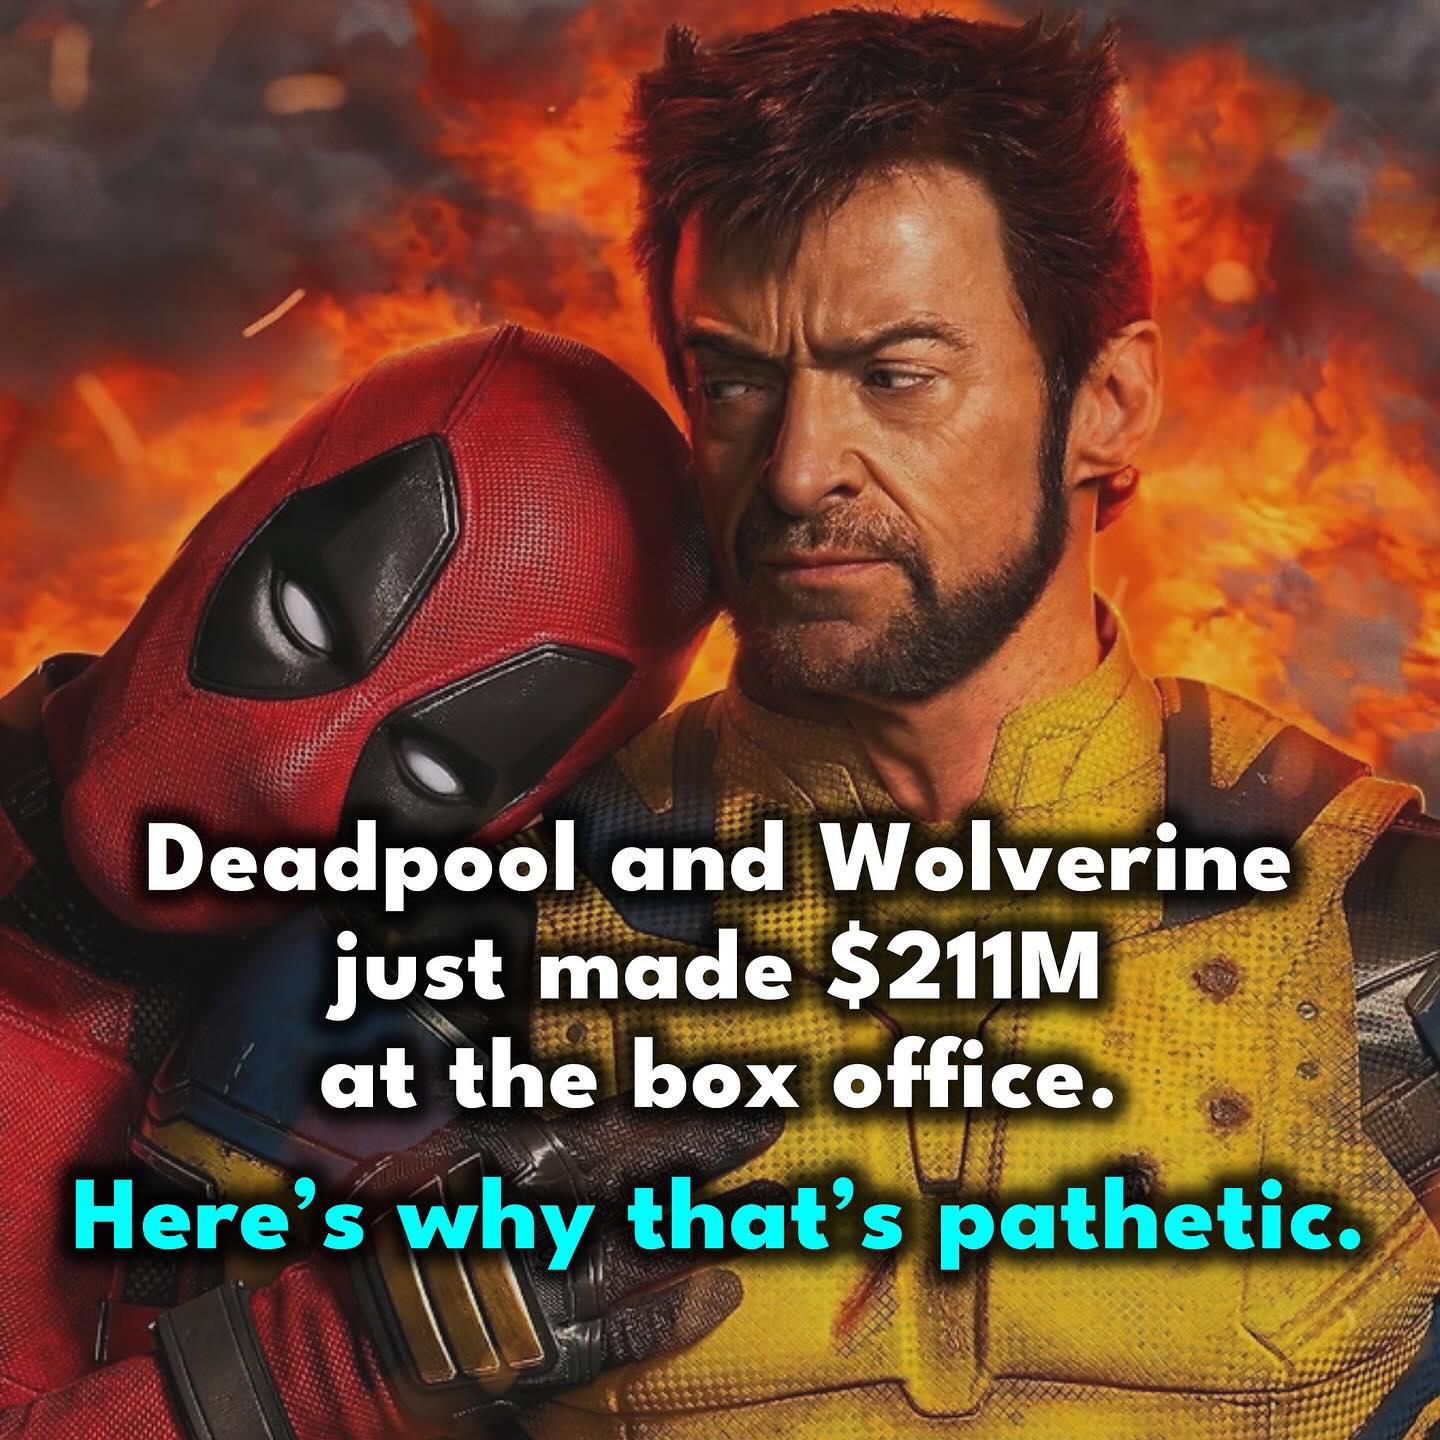 Deadpool and Wolverine
just made $211M
at the box office.
Here’s why that’s pathetic.